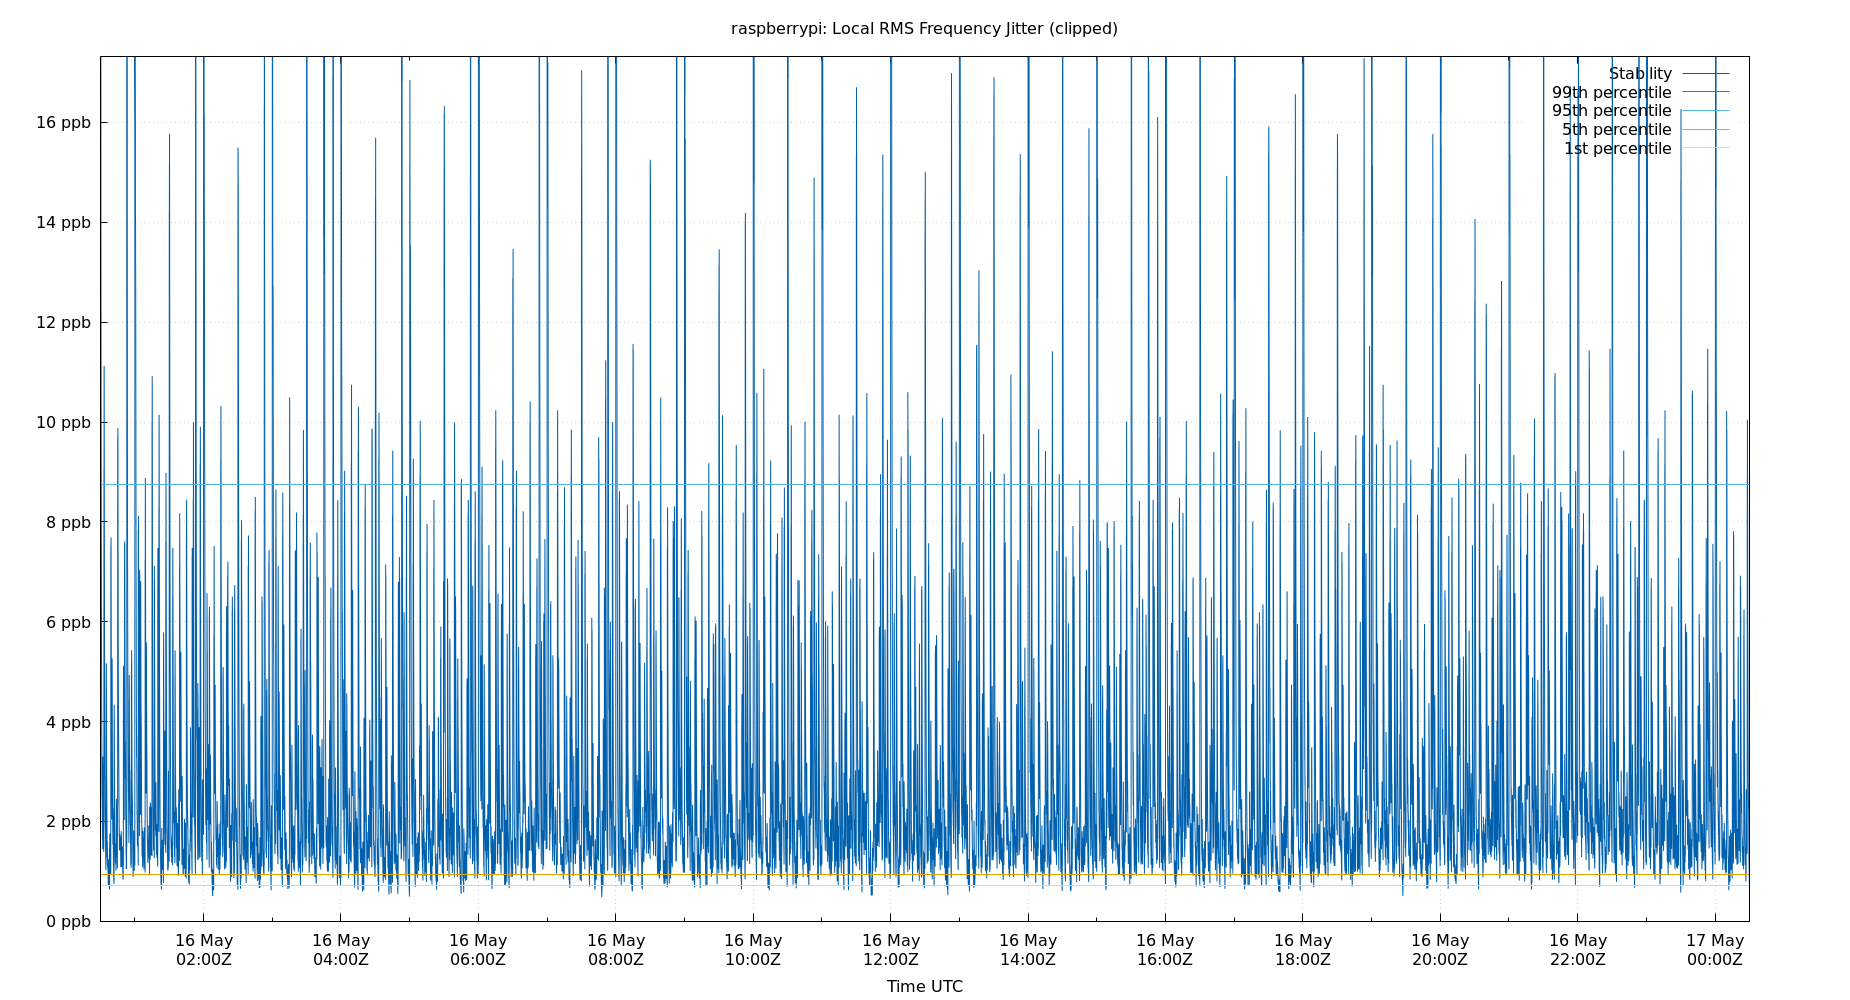 raspberrypi: Local RMS Frequency Jitter (clipped)
Stability
99th percentile
95th percentile
5th percentile
1st percentile
16 ppb
14 ppb
12 ppb
10 ppb
8 ppb
6 ppb
4 ppb
2 ppb
0 ppb
16 May 16 May 16 May 16 May 16 May 16 May 16 May 16 May 16 May 16 May 16 May 17 May
02:00Z 04:00Z 06:00Z 08:00Z 10:00Z 12:00Z 14:00Z 16:00Z 18:00Z 20:00Z 22:00Z 00:00Z
Time UTC